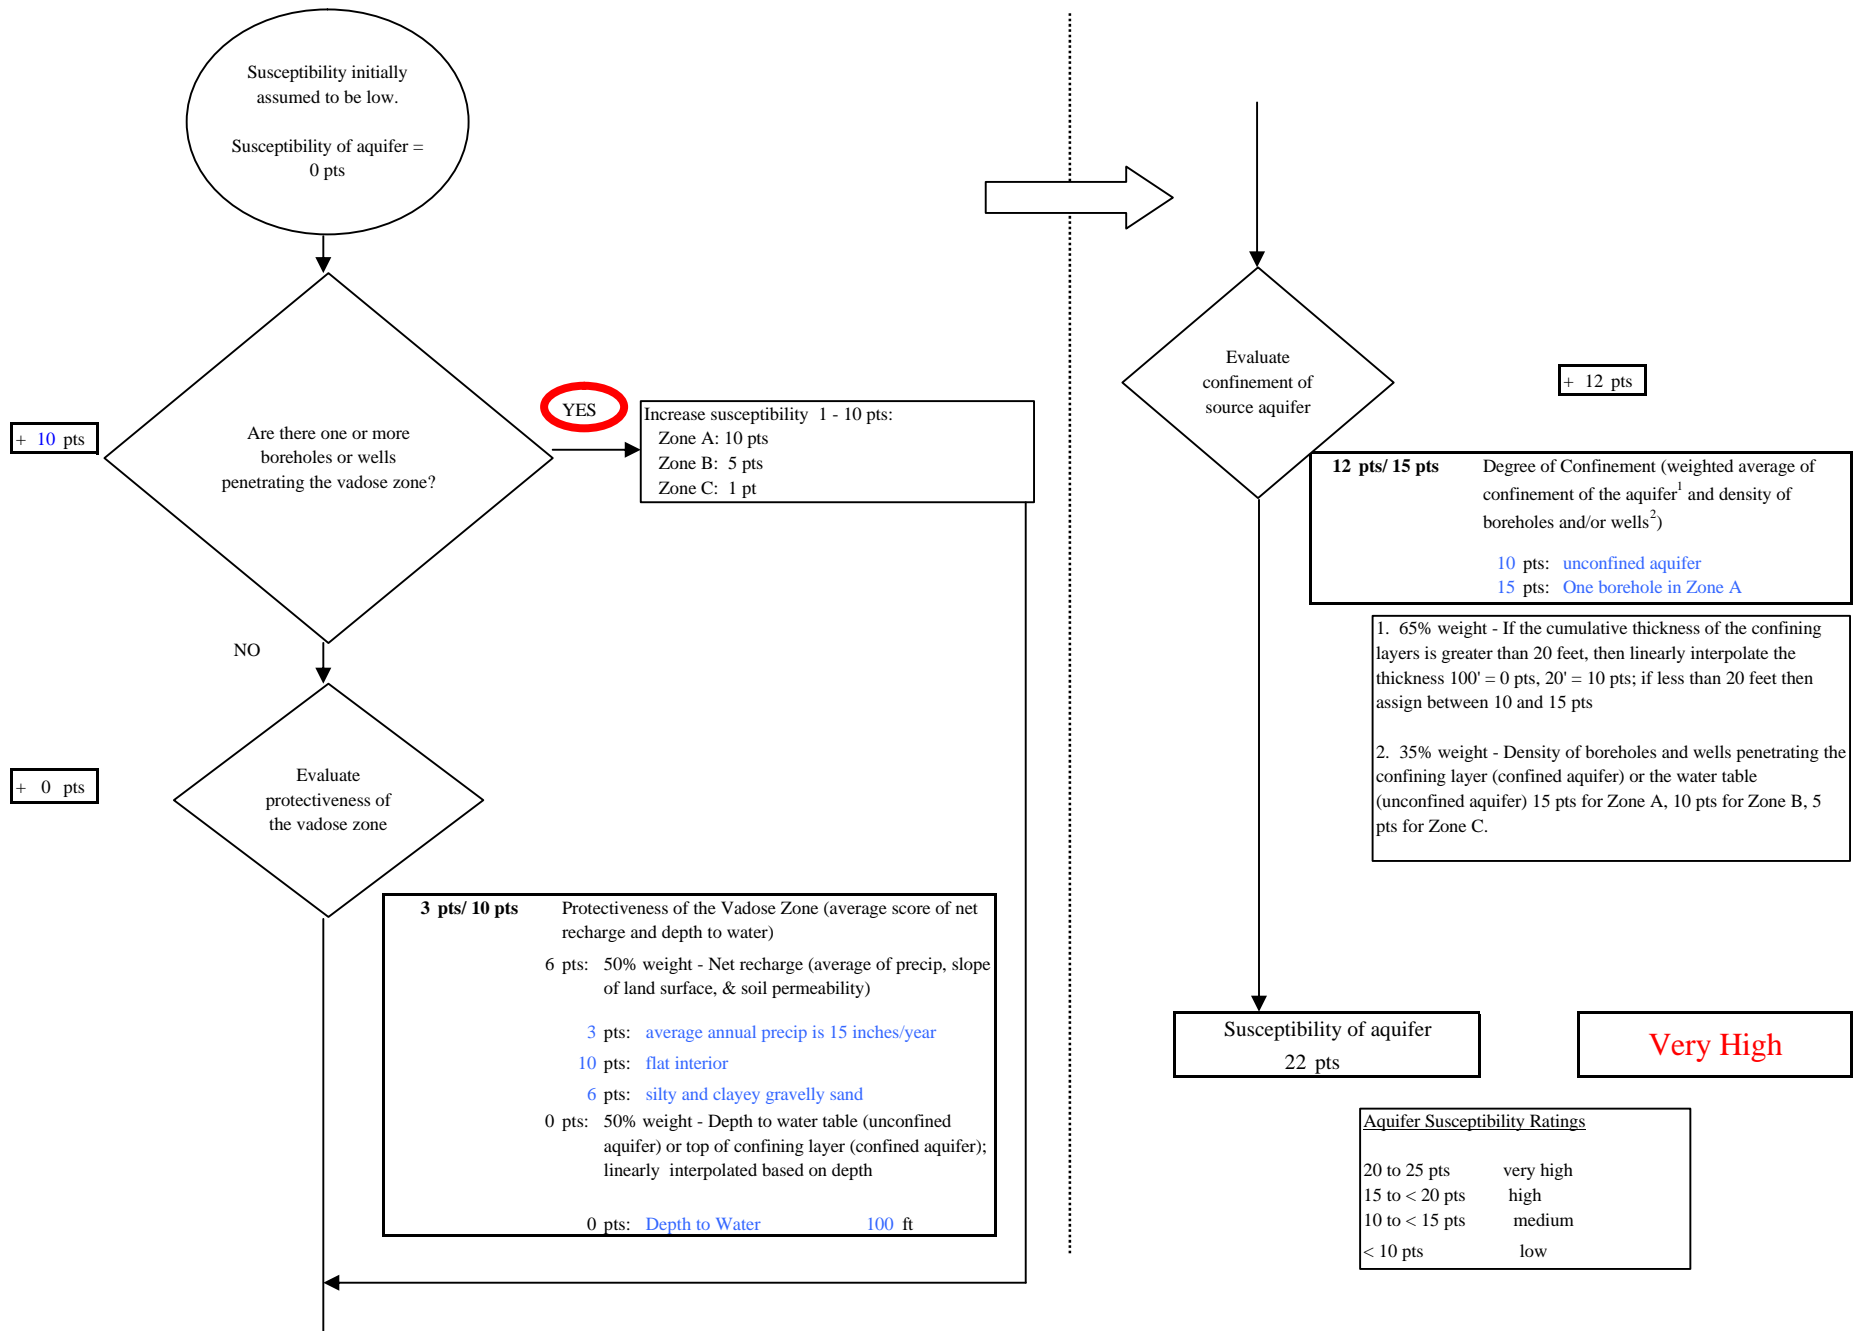 Susceptibility initially
assumed to be low.
Susceptibility of aquifer =
0 pts
+ 10 pts
Are there one or more
boreholes or wells
penetrating the vadose zone?
YES
Increase susceptibility 1 - 10 pts:
Zone A: 10 pts
Zone B: 5 pts
Zone C: 1 pt
NO
+ 0 pts
Evaluate
protectiveness of
the vadose zone
3 pts/ 10 pts Protectiveness of the Vadose Zone (average score of net
recharge and depth to water)
6 pts: 50% weight - Net recharge (average of precip, slope
of land surface, & soil permeability)
3 pts: average annual precip is 15 inches/year
10 pts: flat interior
6 pts: silty and clayey gravelly sand
0 pts: 50% weight - Depth to water table (unconfined
aquifer) or top of confining layer (confined aquifer);
linearly interpolated based on depth
0 pts: Depth to Water 100 ft
Evaluate
confinement of
source aquifer
+ 12 pts
12 pts/ 15 pts Degree of Confinement (weighted average of
confinement of the aquifer1 and density of
boreholes and/or wells2)
10 pts: unconfined aquifer
15 pts: One borehole in Zone A
1. 65% weight - If the cumulative thickness of the confining
layers is greater than 20 feet, then linearly interpolate the
thickness 100' = 0 pts, 20' = 10 pts; if less than 20 feet then
assign between 10 and 15 pts
2. 35% weight - Density of boreholes and wells penetrating the
confining layer (confined aquifer) or the water table
(unconfined aquifer) 15 pts for Zone A, 10 pts for Zone B, 5
pts for Zone C.
Susceptibility of aquifer
22 pts
Very High
Aquifer Susceptibility Ratings
20 to 25 pts very high
15 to < 20 pts high
10 to < 15 pts medium
< 10 pts low